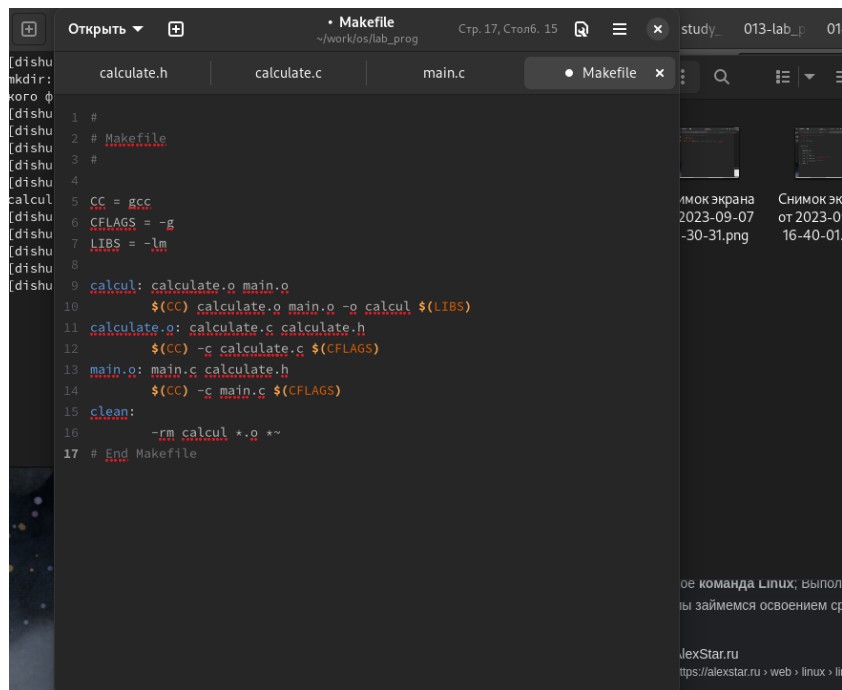 Открыть
• Makefile
~/work/os/lab_prog
Стр. 17, Столб. 15
study_
013-lab_p
01
calculate.h
calculate.c
main.c
• Makefile
1 #
2 # Makefile
3 #
4
5 CC = gcc
6 CFLAGS = -g
7 LIBS = -lm
8
9 calcul: calculate.o main.o
10 $(CC) calculate.o main.o -o calcul $(LIBS)
11 calculate.o: calculate.c calculate.h
12 $(CC) -c calculate.c $(CFLAGS)
13 main.o: main.c calculate.h
14 $(CC) -c main.c $(CFLAGS)
15 clean:
16 -rm calcul *.o *~
17 # End Makefile
[dishu
mkdir:
кого ф
[dishu
[dishu
[dishu
[dishu
[dishu
calcul
[dishu
[dishu
[dishu
[dishu
[dishu
имок экрана
2023-09-07
-30-31.png
Снимок эк
от 2023-0
16-40-01.
ое команда Linux; Выпол
ы займемся освоением ср
AlexStar.ru
ttps://alexstar.ru › web › linux › li